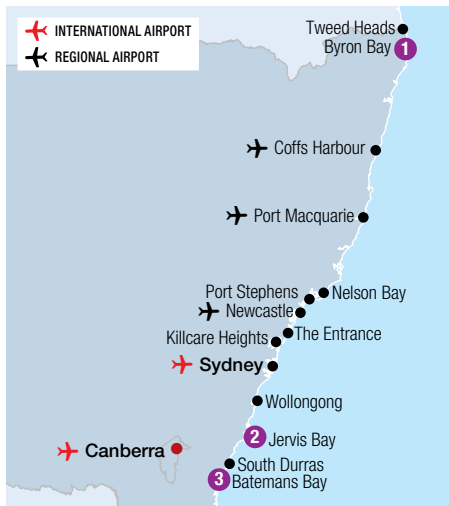 INTERNATIONAL AIRPORT
REGIONAL AIRPORT
Tweed Heads
Byron Bay 1
Coffs Harbour
Port Macquarie
Port Stephens
Nelson Bay
Newcastle
Killcare Heights
The Entrance
Sydney
Wollongong
2 Jervis Bay
Canberra
South Durras
3 Batemans Bay